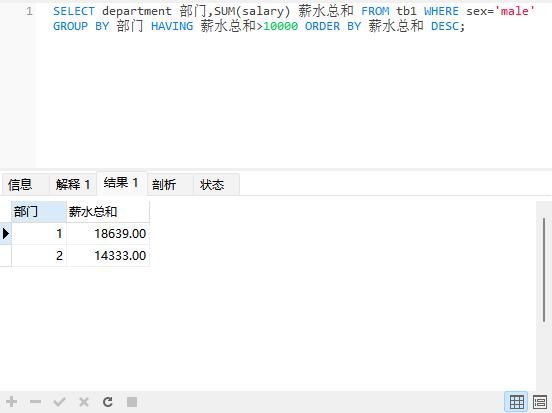 1 SELECT department 部门,SUM(salary) 薪水总和 FROM tb1 WHERE sex='male'
GROUP BY 部门 HAVING 薪水总和>10000 ORDER BY 薪水总和 DESC;
信息 解释 1 结果 1 剖析 状态
部门 薪水总和
1 18639.00
2 14333.00